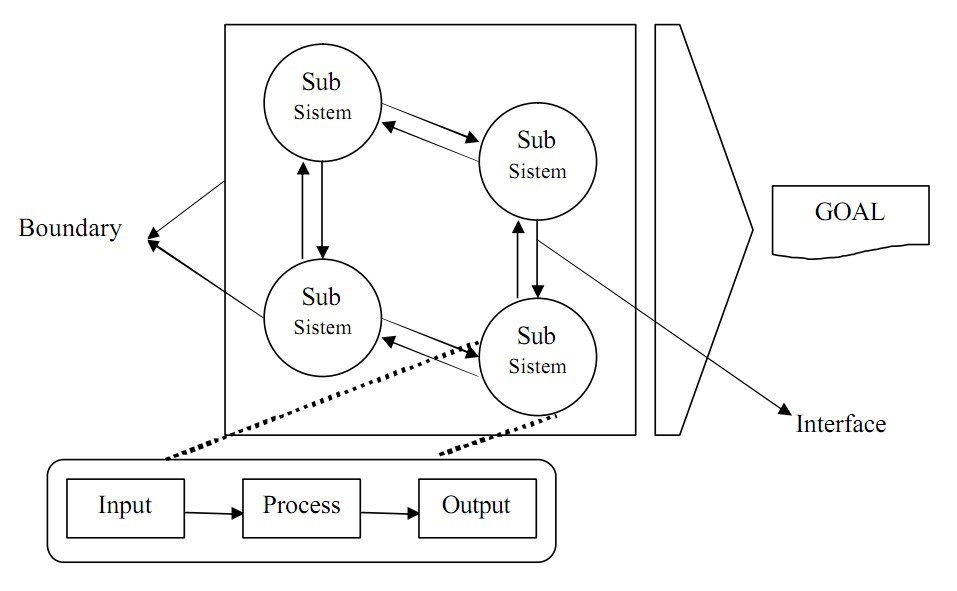 Sub
Sistem
Sub
Sistem
GOAL
Boundary
Sub
Sistem
Sub
Sistem
Interface
Input
Process
Output